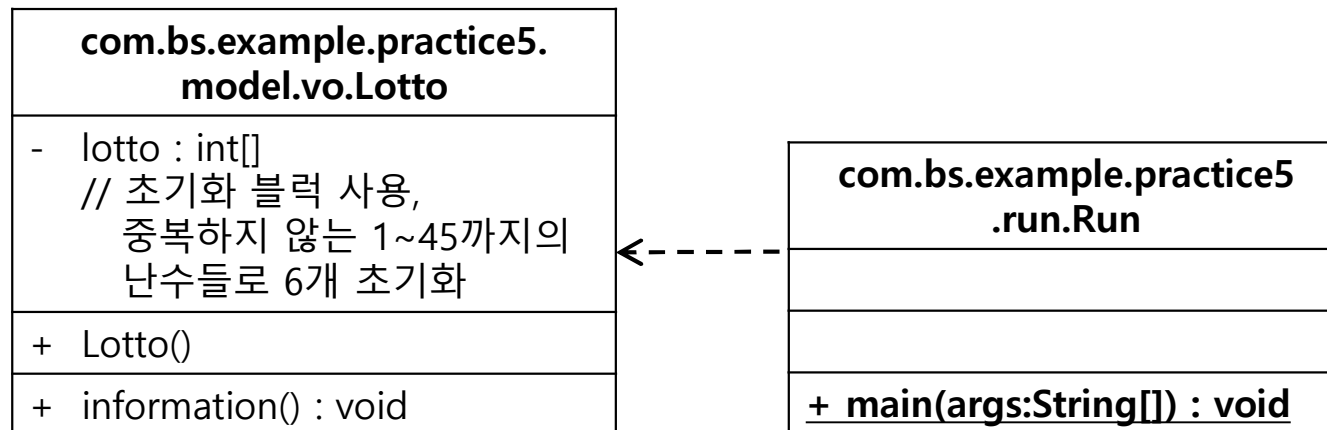 com.bs.example.practice5.
model.vo.Lotto
- lotto : int[]
// 초기화 블럭 사용,
중복하지 않는 1~45까지의
난수들로 6개 초기화
+ Lotto()
+ information() : void
com.bs.example.practice5
.run.Run
+ main(args:String[]) : void